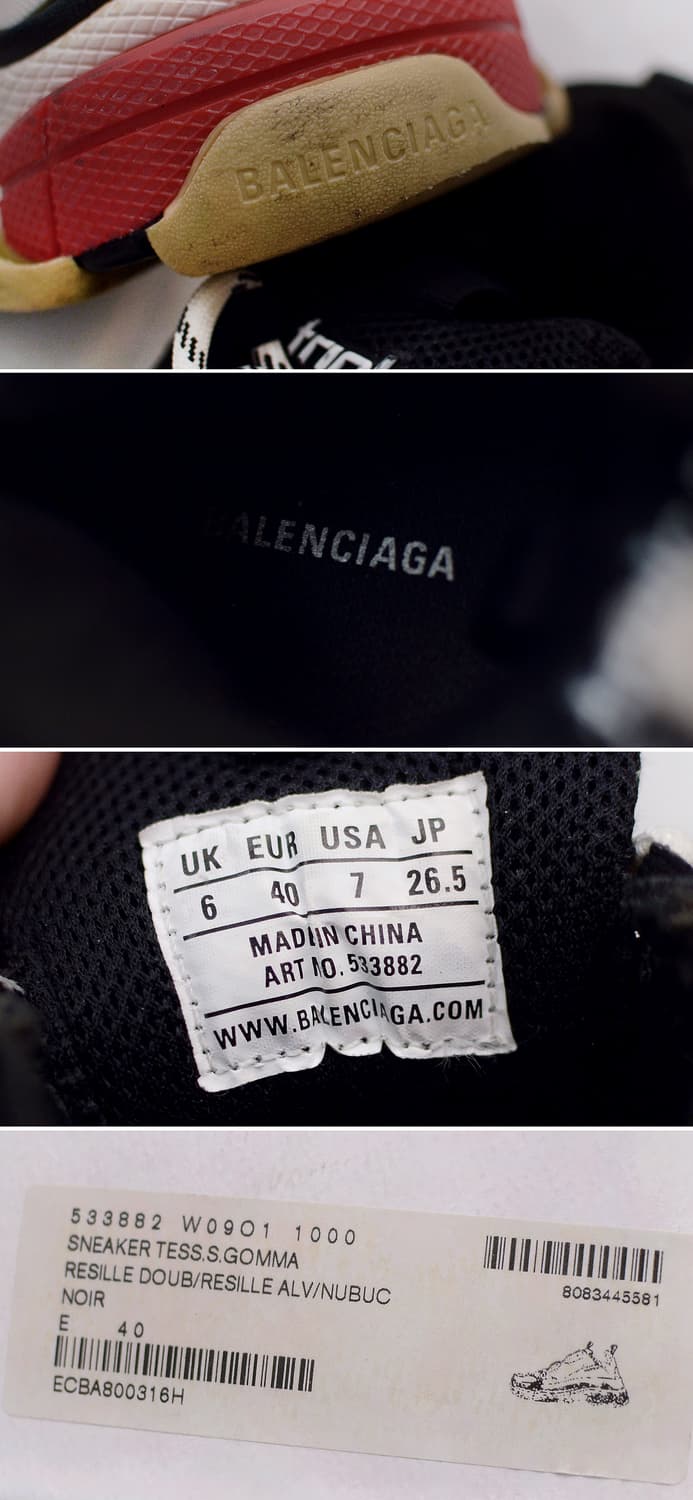 BALENCIAGA
BALENCIAGA
UK EUR USA JP
6 40 7 26.5
MADE IN CHINA
ART NO. 533882
WWW.BALENCIAGA.COM
533882 W09O1 1000
SNEAKER TESS.S.GOMMA
RESILLE DOUB/RESILLE ALV/NUBUC
NOIR
E 40
ECBA800316H
8083445581